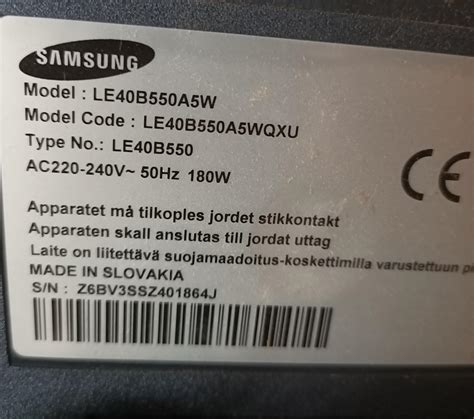 SAMSUNG
Model : LE40B550A5W
Model Code : LE40B550A5WQXU
Type No.: LE40B550
AC220-240V~ 50Hz 180W
CE
Apparatet må tilkoples jordet stikkontakt
Apparaten skall anslutas till jordat uttag
Laite on liitettävä suojamaadoitus-koskettimilla varustettuun
MADE IN SLOVAKIA
S/N : Z6BV3SSZ401864J